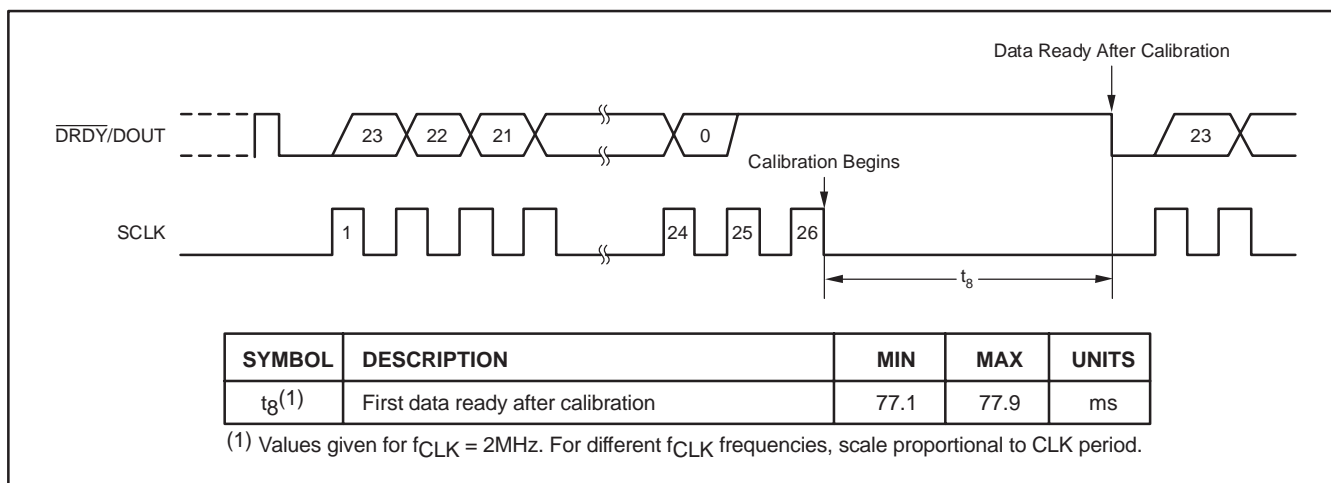 Data Ready After Calibration
DRDY/DOUT 23 22 21 0 23
Calibration Begins
SCLK 1 24 25 26
t8
SYMBOL DESCRIPTION MIN MAX UNITS
t8(1) First data ready after calibration 77.1 77.9 ms
(1) Values given for fCLK = 2MHz. For different fCLK frequencies, scale proportional to CLK period.